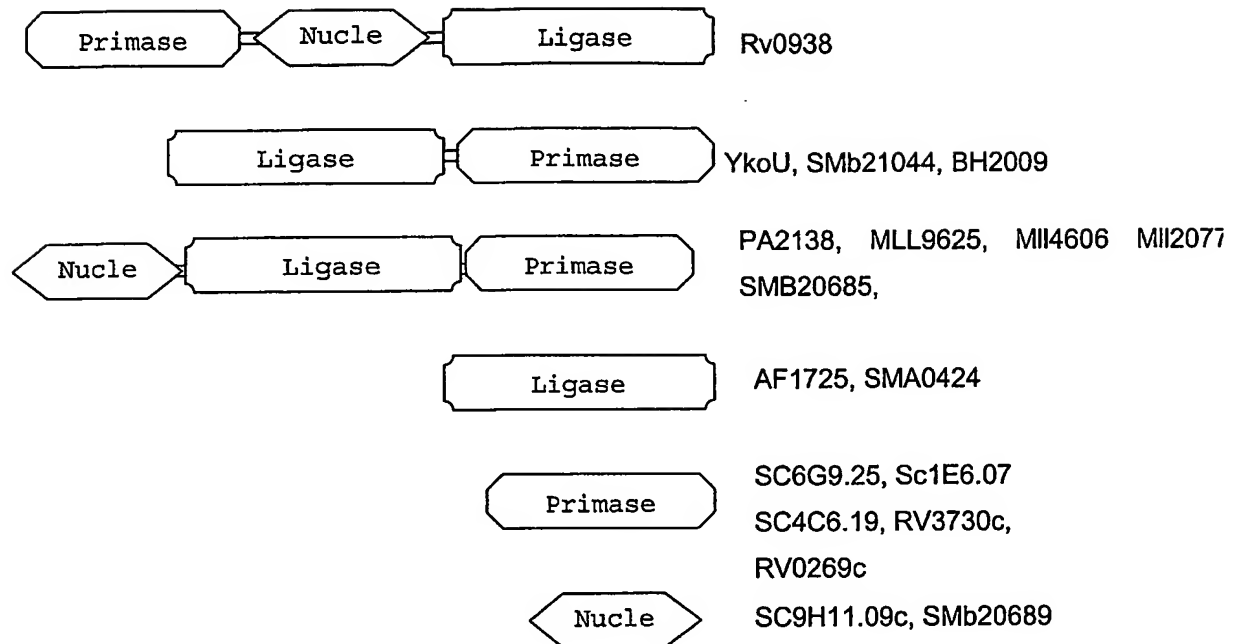 Primase Nucle Ligase Rv0938
Ligase Primase YkoU, SMb21044, BH2009
Nucle Ligase Primase PA2138, MLL9625, Mll4606 Mll2077
SMB20685,
Ligase AF1725, SMA0424
SC6G9.25, Sc1E6.07
Primase SC4C6.19, RV3730c,
RV0269c
Nucle SC9H11.09c, SMb20689